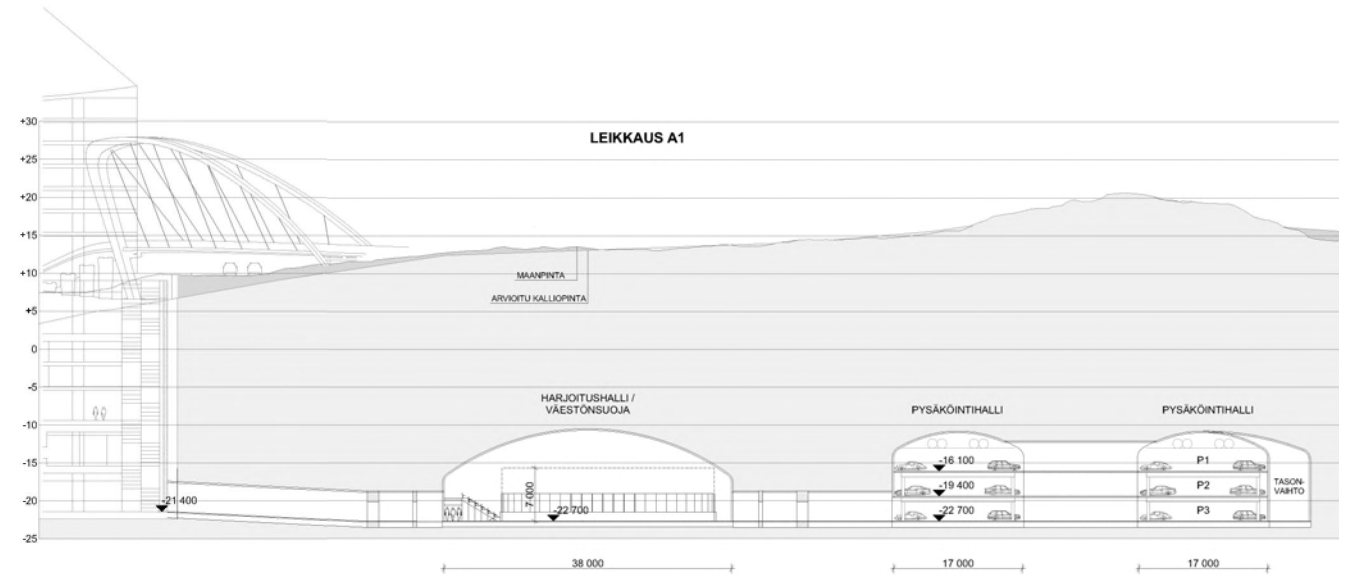 +30
LEIKKAUS A1
+25
+20
+15
+10
MAANPINTA
ARVIOITU KALLIOPINTA
+5
0
-5
HARJOITUSHALLI /
VÄESTÖNSUOJA
PYSÄKÖINTIHALLI
PYSÄKÖINTIHALLI
-10
-15
-16 100
P1
-19 400
P2
TASON-
VAIHTO
-20
-21 400
7 000
-22 700
-22 700
P3
-25
38 000
17 000
17 000